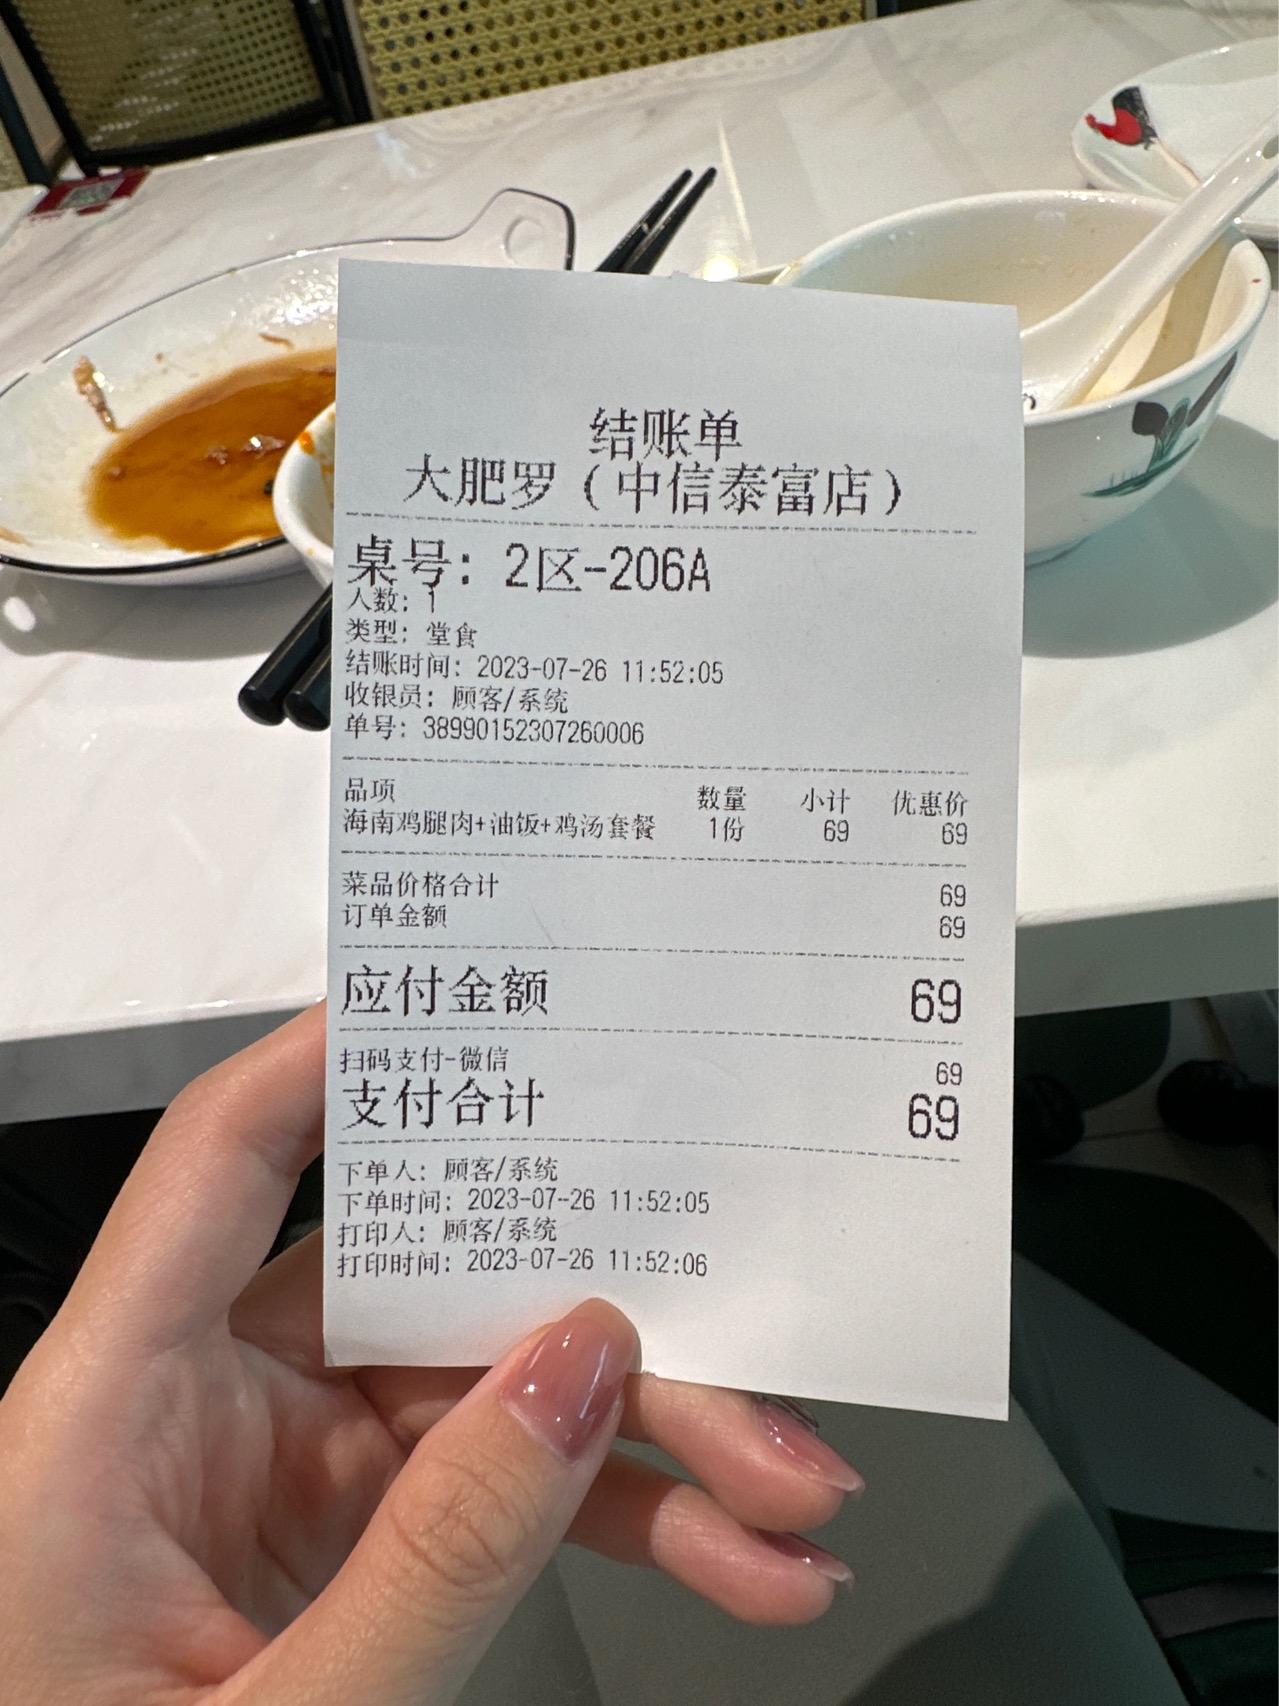 结账单
大肥罗（中信泰富店）
桌号：2区-206A
人数：1
类型：堂食
结账时间：2023-07-26 11:52:05
收银员：顾客/系统
单号：38990152307260006
品项 数量 小计 优惠价
海南鸡腿肉+油饭+鸡汤套餐 1份 69 69
菜品价格合计 69
订单金额 69
应付金额 69
扫码支付-微信 69
支付合计 69
下单人：顾客/系统
下单时间：2023-07-26 11:52:05
打印人：顾客/系统
打印时间：2023-07-26 11:52:06